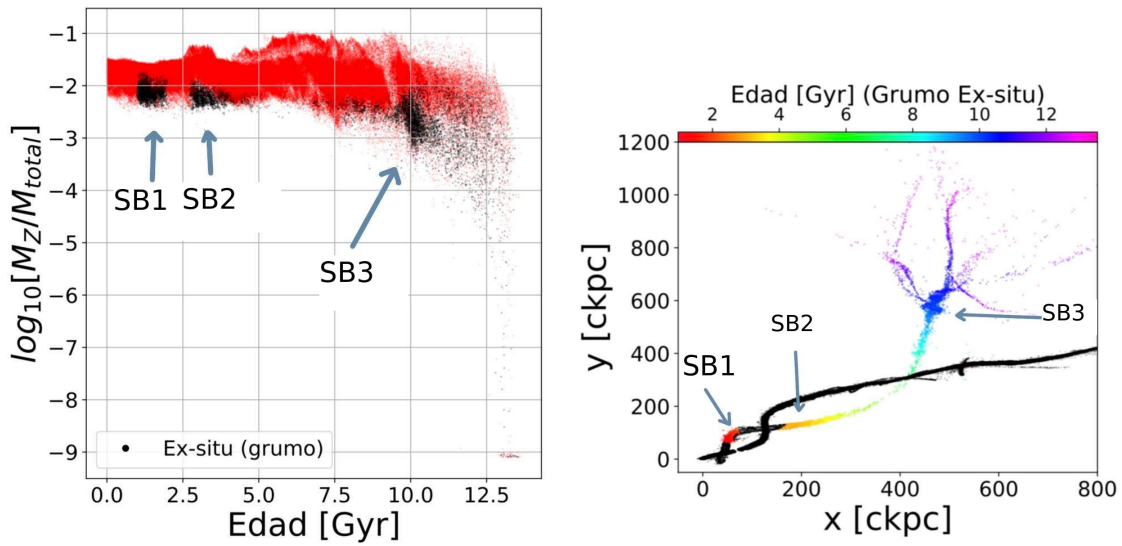 −1
−2
−3
−4
−5
−6
−7
−8
−9
log10[MZ/Mtotal]
SB1 SB2
SB3
Ex-situ (grumo)
0.0 2.5 5.0 7.5 10.0 12.5
Edad [Gyr]
Edad [Gyr] (Grumo Ex-situ)
2 4 6 8 10 12
1200
1000
800
600
400
200
0
y [ckpc]
SB2
SB3
SB1
0 200 400 600 800
x [ckpc]